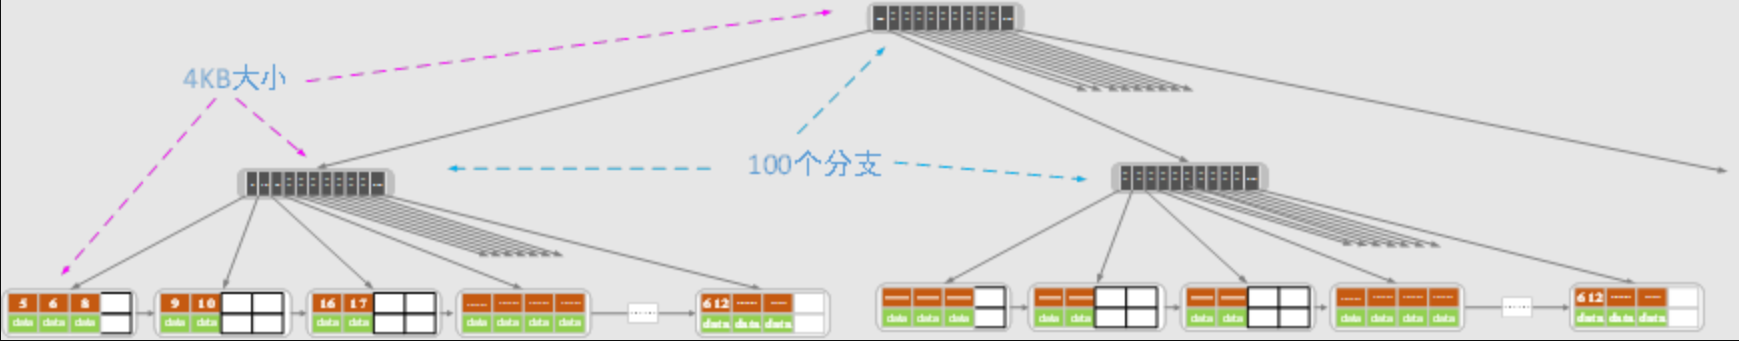 4KB大小
100个分支
5 6 8
data data data
9 10
data data
16 17
data data
---- ---- ---- ----
data data data data
......
612 ---- ----
data data data
data data data
data data
data data
---- ---- ---- ----
data data data data
......
612 ---- ----
data data data